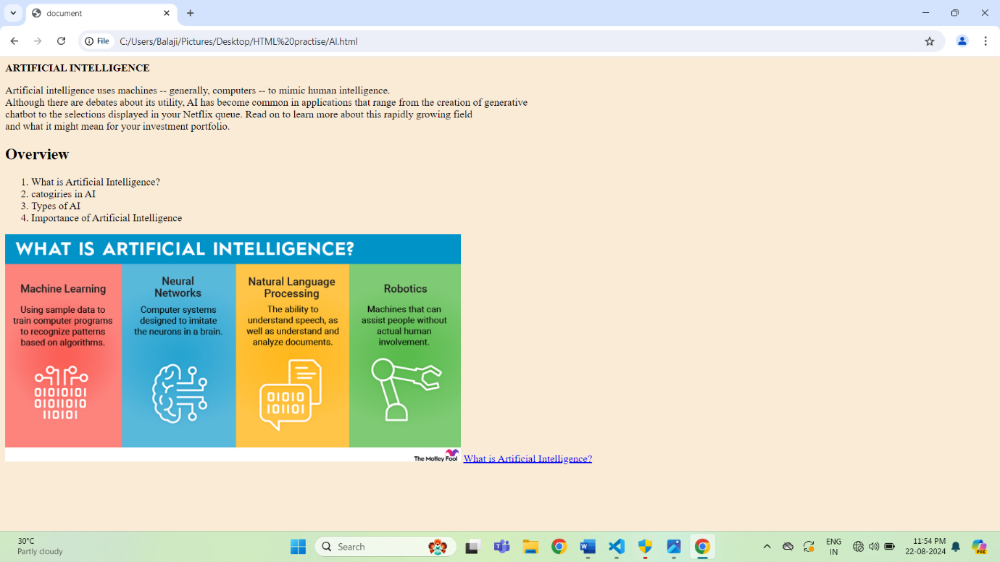 document
File
C:/Users/Balaji/Pictures/Desktop/HTML%20practise/AI.html
ARTIFICIAL INTELLIGENCE
Artificial intelligence uses machines -- generally, computers -- to mimic human intelligence.
Although there are debates about its utility, AI has become common in applications that range from the creation of generative
chatbot to the selections displayed in your Netflix queue. Read on to learn more about this rapidly growing field
and what it might mean for your investment portfolio.
Overview
1. What is Artificial Intelligence?
2. catogiries in AI
3. Types of AI
4. Importance of Artificial Intelligence
WHAT IS ARTIFICIAL INTELLIGENCE?
Machine Learning
Using sample data to
train computer programs
to recognize patterns
based on algorithms.
01010101
01011010
110101
Neural
Networks
Computer systems
designed to imitate
the neurons in a brain.
Natural Language
Processing
The ability to
understand speech, as
well as understand and
analyze documents.
01010
101101
Robotics
Machines that can
assist people without
actual human
involvement.
The Motley Fool
What is Artificial Intelligence?
30°C
Partly cloudy
Search
ENG
IN
11:54 PM
22-08-2024
PRE